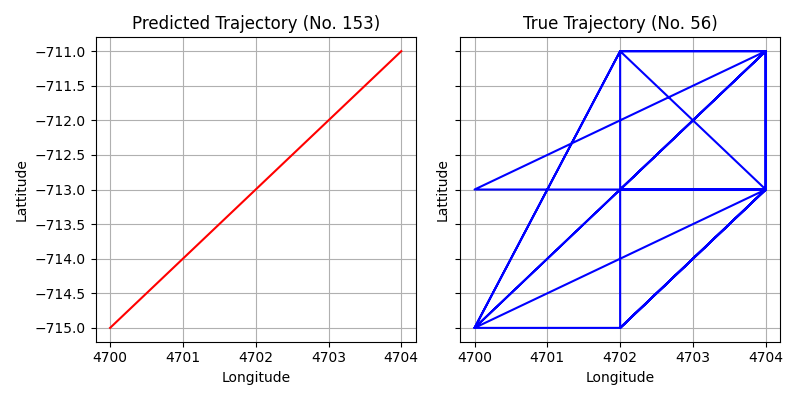 Predicted Trajectory (No. 153)
True Trajectory (No. 56)
−711.0
−711.5
−712.0
−712.5
−713.0
−713.5
−714.0
−714.5
−715.0
Lattitude
Lattitude
4700 4701 4702 4703 4704
4700 4701 4702 4703 4704
Longitude
Longitude